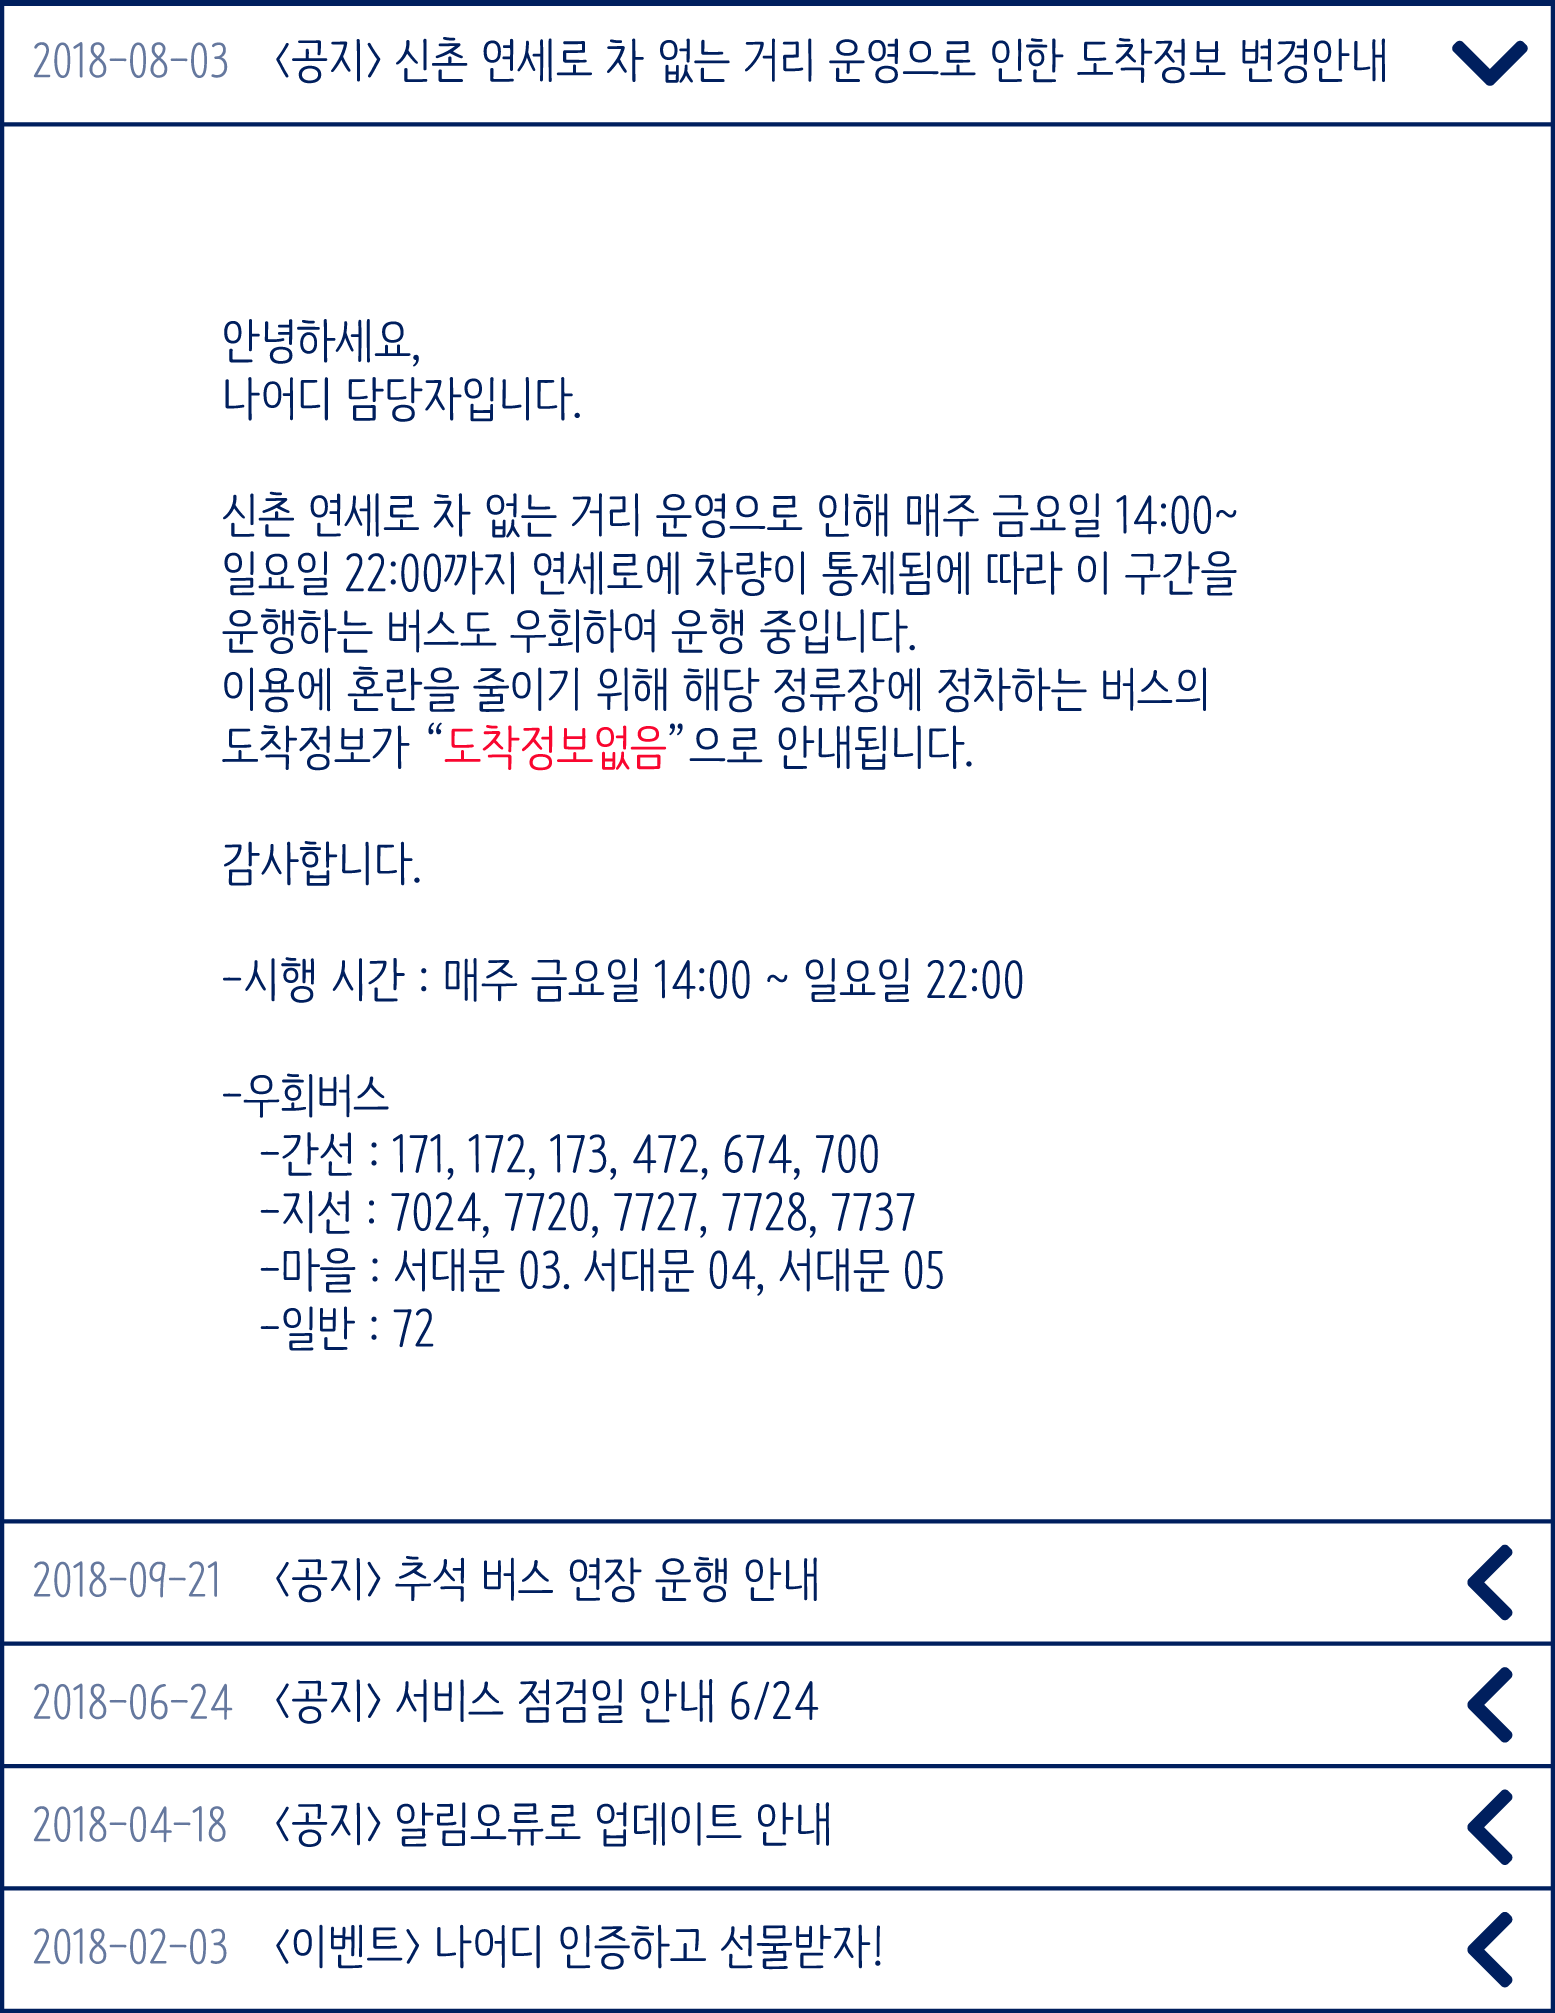 2018-08-03 <공지> 신촌 연세로 차 없는 거리 운영으로 인한 도착정보 변경안내
안녕하세요,
나어디 담당자입니다.
신촌 연세로 차 없는 거리 운영으로 인해 매주 금요일 14:00~
일요일 22:00까지 연세로에 차량이 통제됨에 따라 이 구간을
운행하는 버스도 우회하여 운행 중입니다.
이용에 혼란을 줄이기 위해 해당 정류장에 정차하는 버스의
도착정보가 “도착정보없음”으로 안내됩니다.
감사합니다.
-시행 시간 : 매주 금요일 14:00 ~ 일요일 22:00
-우회버스
-간선 : 171, 172, 173, 472, 674, 700
-지선 : 7024, 7720, 7727, 7728, 7737
-마을 : 서대문 03. 서대문 04, 서대문 05
-일반 : 72
2018-09-21 <공지> 추석 버스 연장 운행 안내
2018-06-24 <공지> 서비스 점검일 안내 6/24
2018-04-18 <공지> 알림오류로 업데이트 안내
2018-02-03 <이벤트> 나어디 인증하고 선물받자!